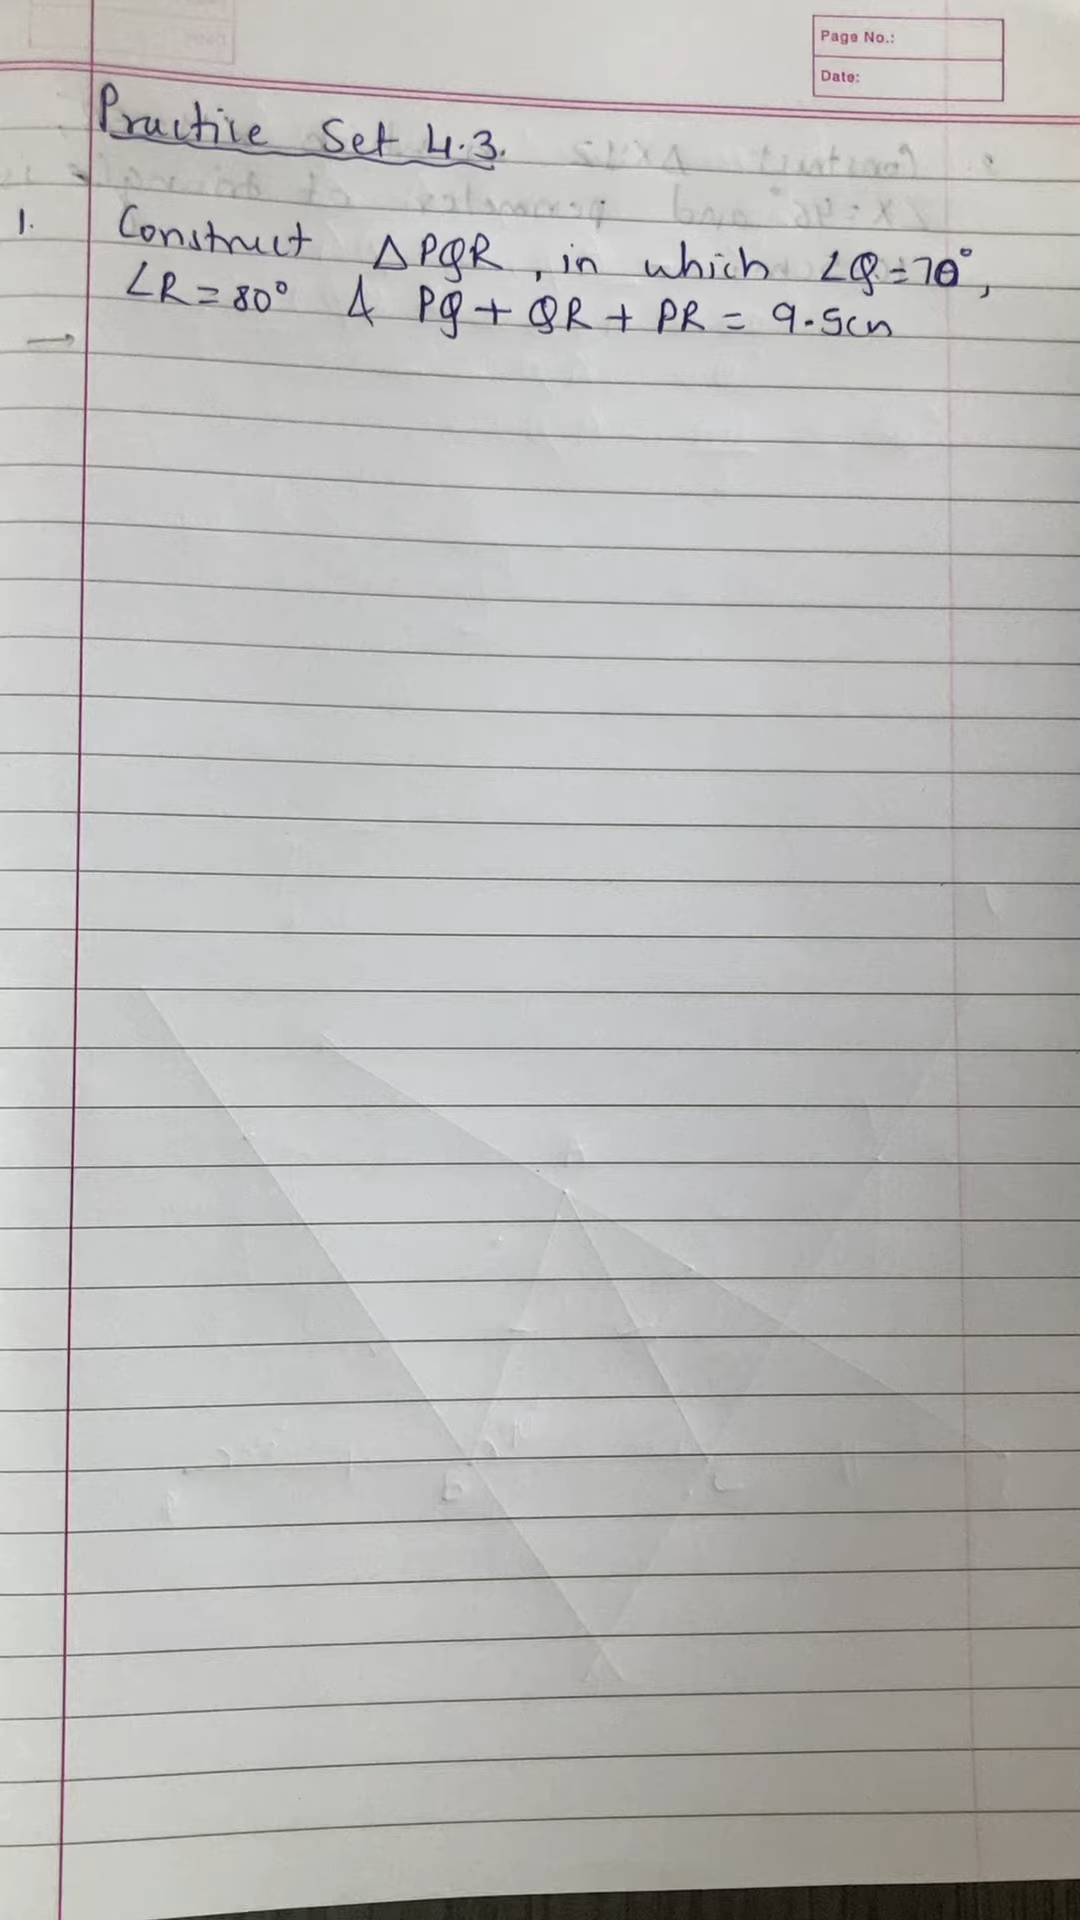 Page No.:
Date:
Practice Set 4.3.
1. Construct △PQR, in which ∠Q=70°,
∠R=80° & PQ + QR + PR = 9.5cm
→